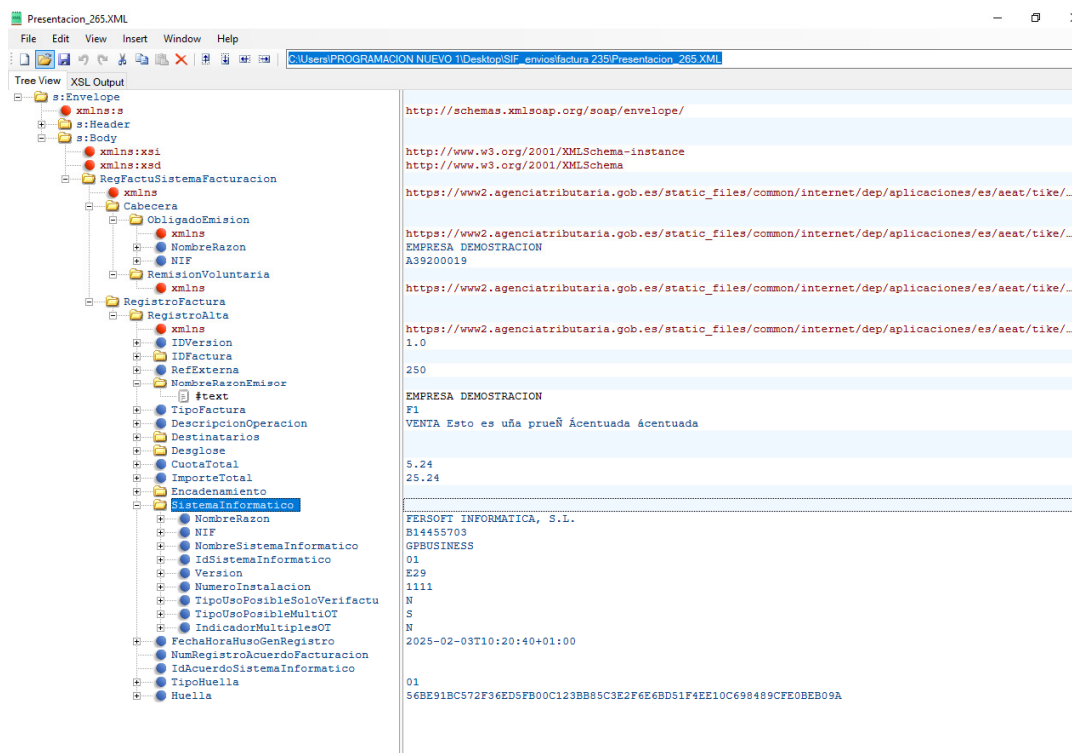 Presentacion_265.XML
File Edit View Insert Window Help
C:\Users\PROGRAMACION NUEVO 1\Desktop\SIF_envios\factura 235\Presentacion_265.XML
Tree View XSL Output
s:Envelope
xmlns:s http://schemas.xmlsoap.org/soap/envelope/
s:Header
s:Body
xmlns:xsi http://www.w3.org/2001/XMLSchema-instance
xmlns:xsd http://www.w3.org/2001/XMLSchema
RegFactuSistemaFacturacion
xmlns https://www2.agenciatributaria.gob.es/static_files/common/internet/dep/aplicaciones/es/aeat/tike/...
Cabecera
ObligadoEmision
xmlns https://www2.agenciatributaria.gob.es/static_files/common/internet/dep/aplicaciones/es/aeat/tike/...
NombreRazon EMPRESA DEMOSTRACION
NIF A39200019
RemisionVoluntaria
xmlns https://www2.agenciatributaria.gob.es/static_files/common/internet/dep/aplicaciones/es/aeat/tike/...
RegistroFactura
RegistroAlta
xmlns https://www2.agenciatributaria.gob.es/static_files/common/internet/dep/aplicaciones/es/aeat/tike/...
IDVersion 1.0
IDFactura
RefExterna 250
NombreRazonEmisor
#text EMPRESA DEMOSTRACION
TipoFactura F1
DescripcionOperacion VENTA Esto es uña prueÑ Ácentuada ácentuada
Destinatarios
Desglose
CuotaTotal 5.24
ImporteTotal 25.24
Encadenamiento
SistemaInformatico
NombreRazon FERSOFT INFORMATICA, S.L.
NIF B14455703
NombreSistemaInformatico GPBUSINESS
IdSistemaInformatico 01
Version E29
NumeroInstalacion 1111
TipoUsoPosibleSoloVerifactu N
TipoUsoPosibleMultiOT S
IndicadorMultiplesOT N
FechaHoraHusoGenRegistro 2025-02-03T10:20:40+01:00
NumRegistroAcuerdoFacturacion
IdAcuerdoSistemaInformatico
TipoHuella 01
Huella 56BE91BC572F36ED5FB00C123BB85C3E2F6E6BD51F4EE10C698489CFE0BEB09A